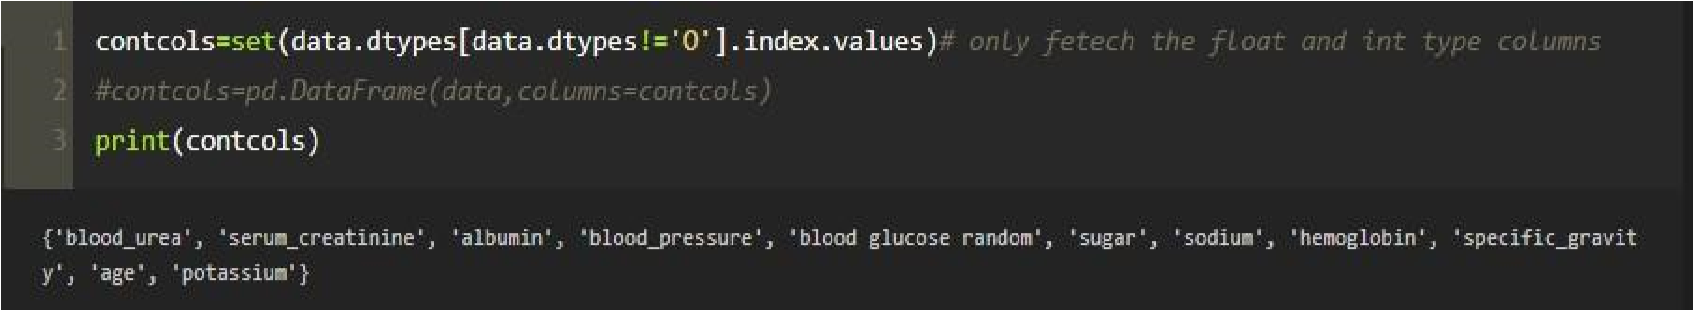 1 contcols=set(data.dtypes[data.dtypes!='O'].index.values)# only fetech the float and int type columns
2 #contcols=pd.DataFrame(data,columns=contcols)
3 print(contcols)
{'blood_urea', 'serum_creatinine', 'albumin', 'blood_pressure', 'blood glucose random', 'sugar', 'sodium', 'hemoglobin', 'specific_gravit
y', 'age', 'potassium'}